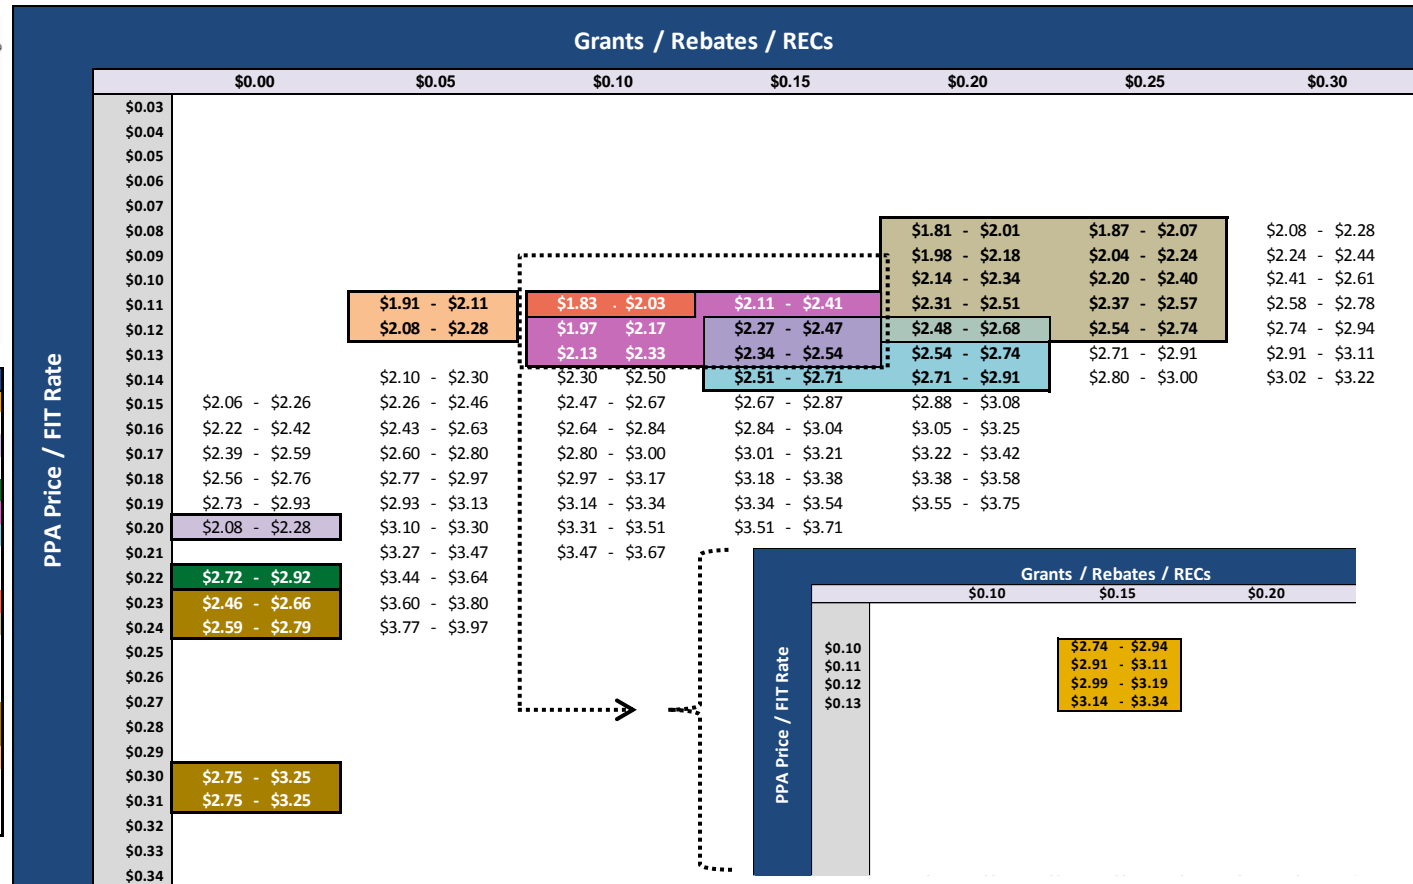 Grants / Rebates / RECs
$0.00 $0.05 $0.10 $0.15 $0.20 $0.25 $0.30
PPA Price / FIT Rate
$0.03
$0.04
$0.05
$0.06
$0.07
$0.08 $1.81 - $2.01 $1.87 - $2.07 $2.08 - $2.28
$0.09 $1.98 - $2.18 $2.04 - $2.24 $2.24 - $2.44
$0.10 $2.14 - $2.34 $2.20 - $2.40 $2.41 - $2.61
$0.11 $1.91 - $2.11 $1.83 - $2.03 $2.11 - $2.41 $2.31 - $2.51 $2.37 - $2.57 $2.58 - $2.78
$0.12 $2.08 - $2.28 $1.97 $2.17 $2.27 - $2.47 $2.48 - $2.68 $2.54 - $2.74 $2.74 - $2.94
$0.13 $2.13 $2.33 $2.34 - $2.54 $2.54 - $2.74 $2.71 - $2.91 $2.91 - $3.11
$0.14 $2.10 - $2.30 $2.30 $2.50 $2.51 - $2.71 $2.71 - $2.91 $2.80 - $3.00 $3.02 - $3.22
$0.15 $2.06 - $2.26 $2.26 - $2.46 $2.47 - $2.67 $2.67 - $2.87 $2.88 - $3.08
$0.16 $2.22 - $2.42 $2.43 - $2.63 $2.64 - $2.84 $2.84 - $3.04 $3.05 - $3.25
$0.17 $2.39 - $2.59 $2.60 - $2.80 $2.80 - $3.00 $3.01 - $3.21 $3.22 - $3.42
$0.18 $2.56 - $2.76 $2.77 - $2.97 $2.97 - $3.17 $3.18 - $3.38 $3.38 - $3.58
$0.19 $2.73 - $2.93 $2.93 - $3.13 $3.14 - $3.34 $3.34 - $3.54 $3.55 - $3.75
$0.20 $2.08 - $2.28 $3.10 - $3.30 $3.31 - $3.51 $3.51 - $3.71
$0.21 $3.27 - $3.47 $3.47 - $3.67
$0.22 $2.72 - $2.92 $3.44 - $3.64
$0.23 $2.46 - $2.66 $3.60 - $3.80
$0.24 $2.59 - $2.79 $3.77 - $3.97
$0.25
$0.26
$0.27
$0.28
$0.29
$0.30 $2.75 - $3.25
$0.31 $2.75 - $3.25
$0.32
$0.33
$0.34
Grants / Rebates / RECs
$0.10 $0.15 $0.20
PPA Price / FIT Rate
$0.10 $2.74 - $2.94
$0.11 $2.91 - $3.11
$0.12 $2.99 - $3.19
$0.13 $3.14 - $3.34